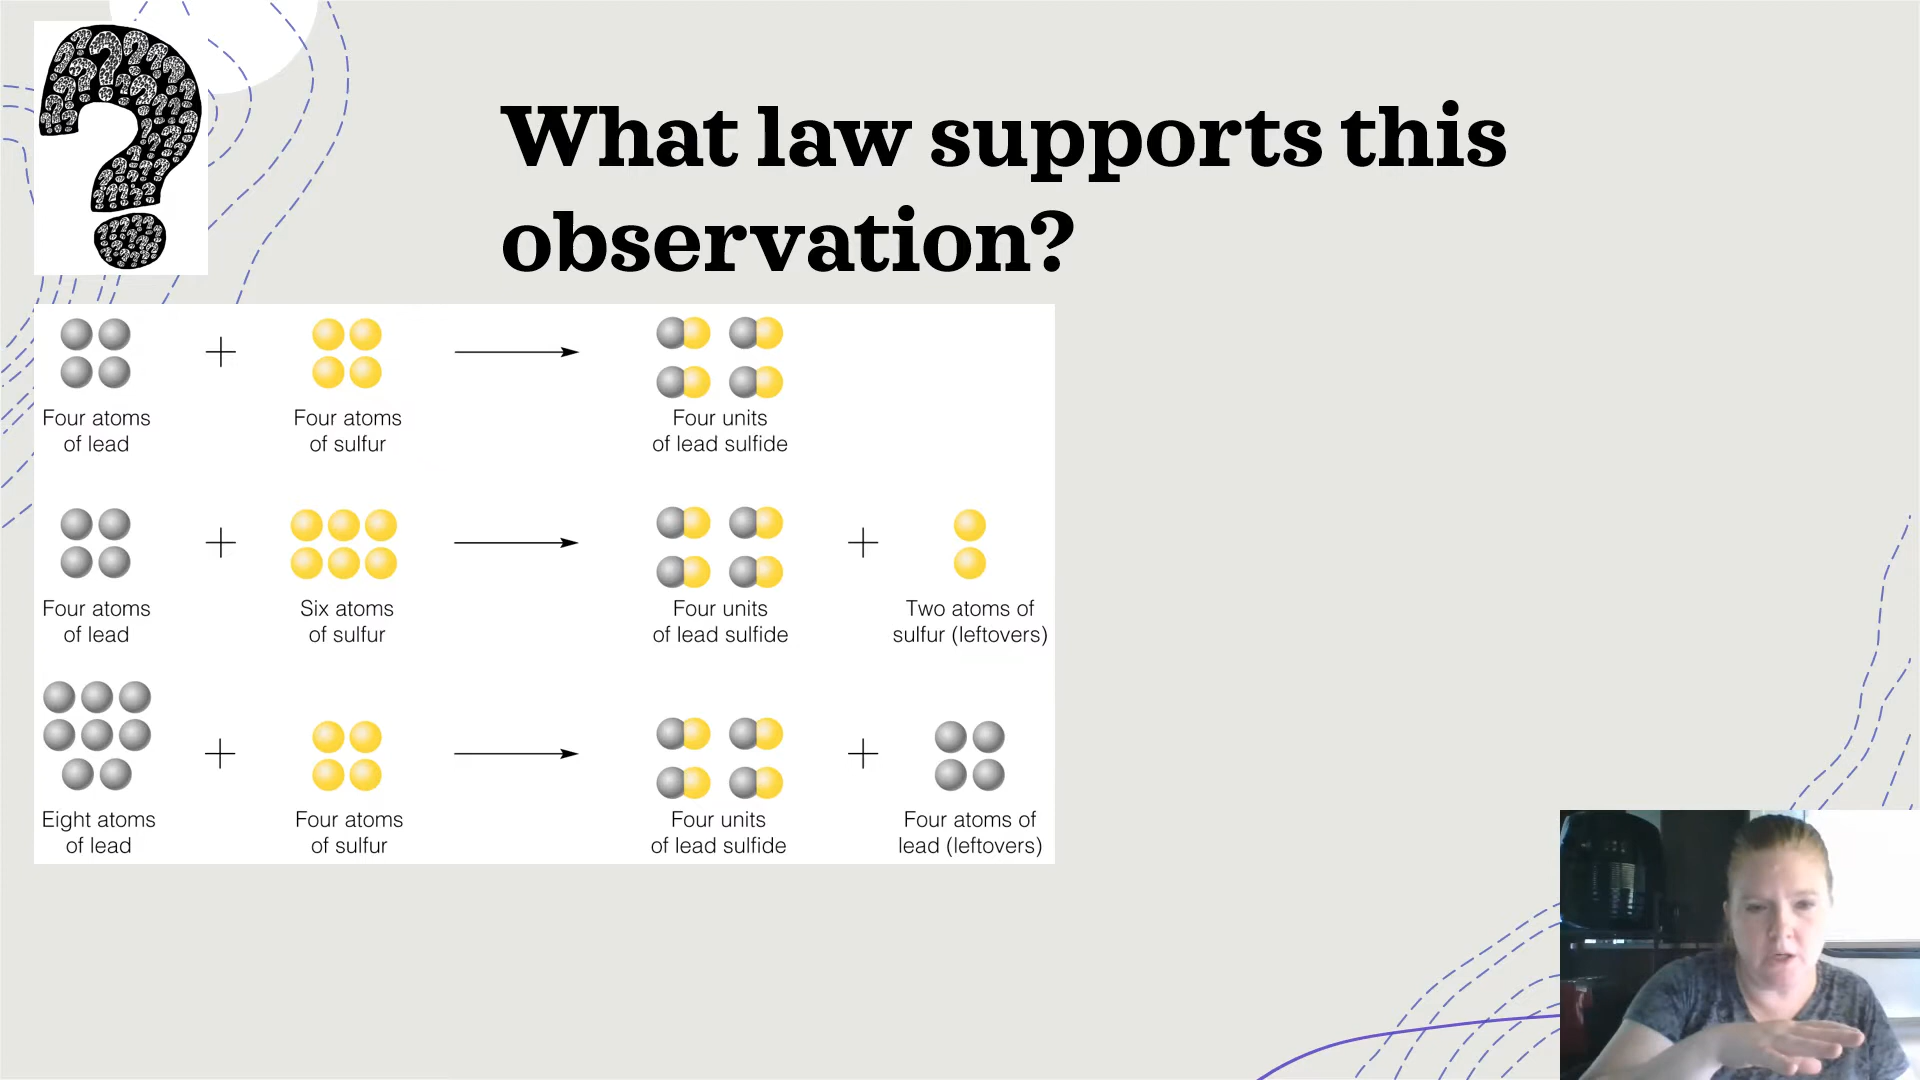 What law supports this
observation?
+
Four atoms
of lead
Four atoms
of sulfur
Four units
of lead sulfide
+
+
Four atoms
of lead
Six atoms
of sulfur
Four units
of lead sulfide
Two atoms of
sulfur (leftovers)
+
+
Eight atoms
of lead
Four atoms
of sulfur
Four units
of lead sulfide
Four atoms of
lead (leftovers)